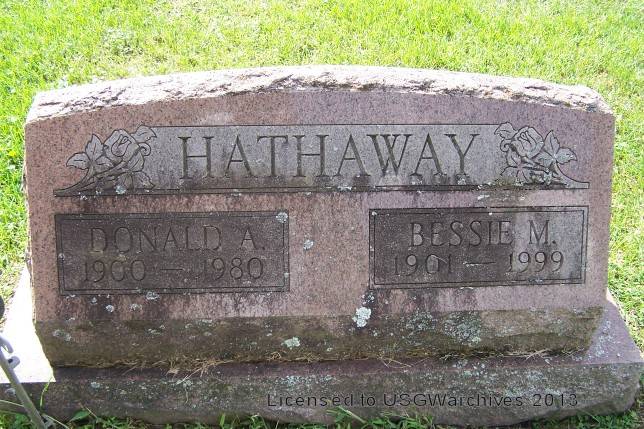 HATHAWAY
DONALD A.
1900 — 1980
BESSIE M.
1901 — 1999
Licensed to USGWarchives 2013